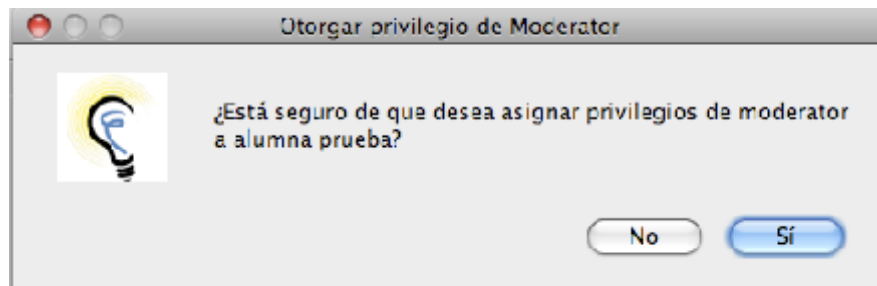 Otorgar privilegio de Moderator
¿Está seguro de que desea asignar privilegios de moderator
a alumna prueba?
No
Sí